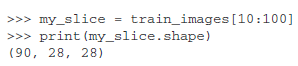 >>> my_slice = train_images[10:100]
>>> print(my_slice.shape)
(90, 28, 28)